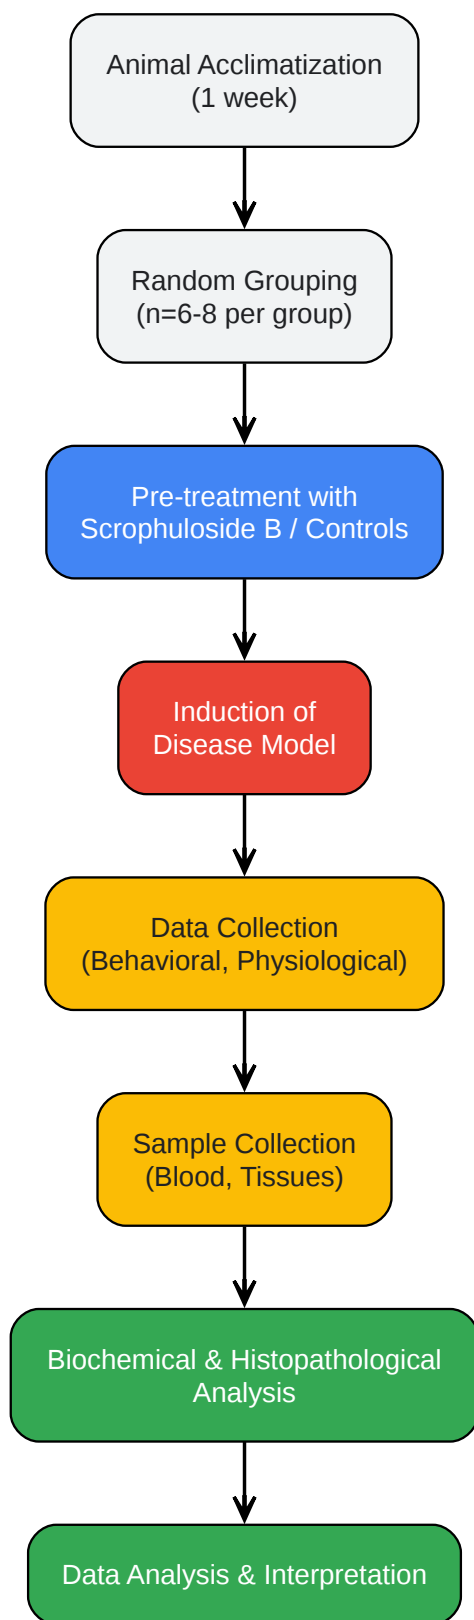 Animal Acclimatization
(1 week)
Random Grouping
(n=6-8 per group)
Pre-treatment with
Scrophuloside B / Controls
Induction of
Disease Model
Data Collection
(Behavioral, Physiological)
Sample Collection
(Blood, Tissues)
Biochemical & Histopathological
Analysis
Data Analysis & Interpretation